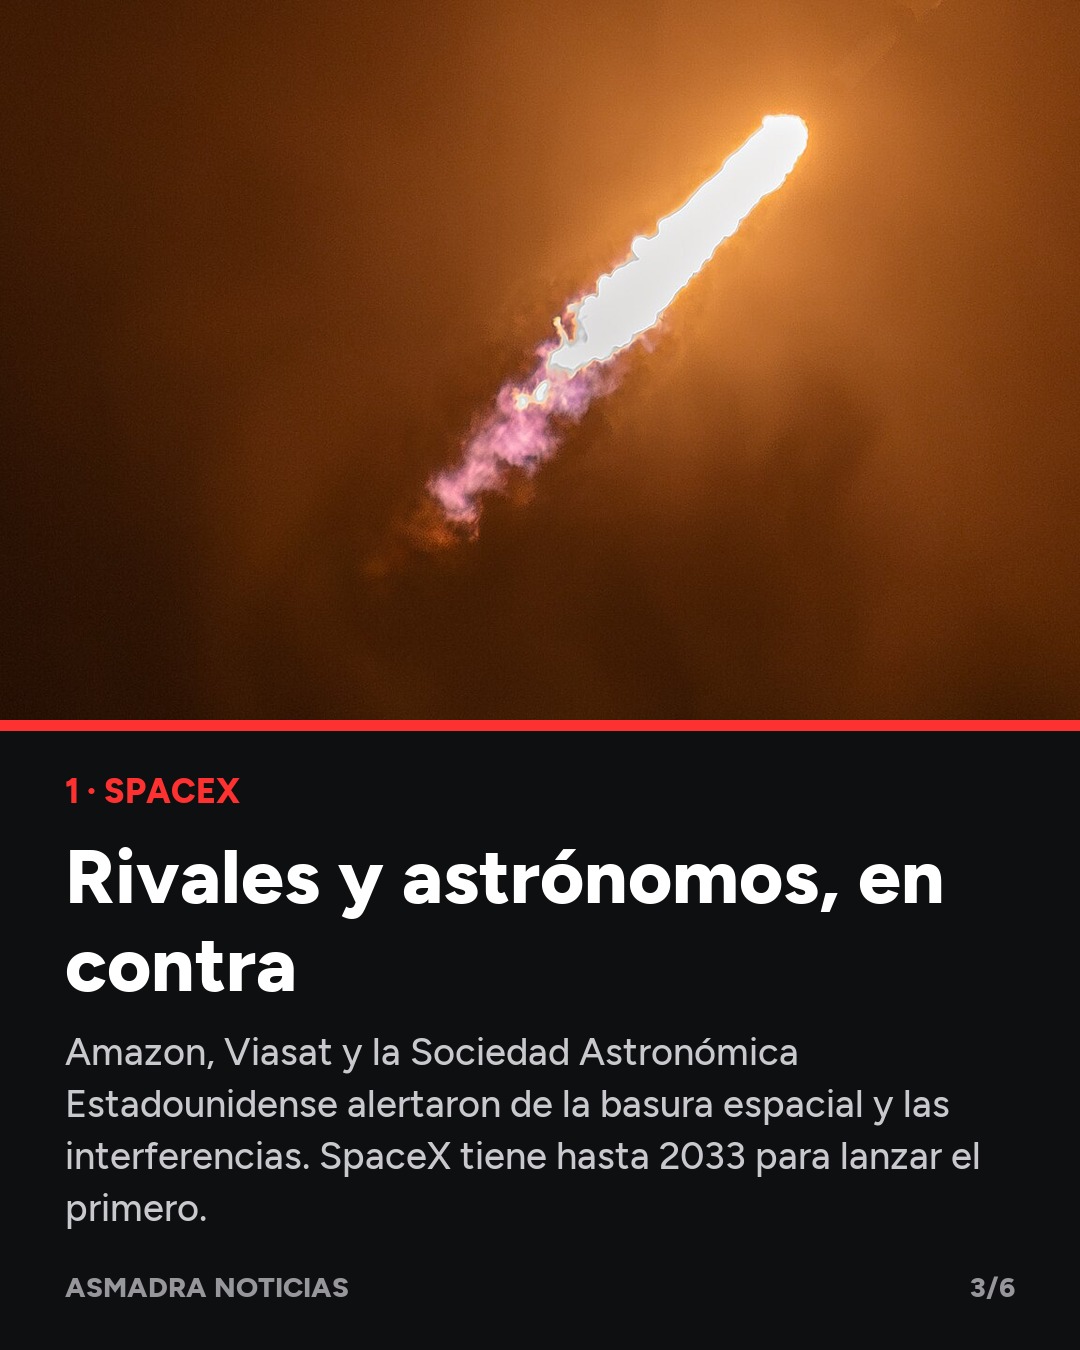 1 · SPACEX
Rivales y astrónomos, en
contra
Amazon, Viasat y la Sociedad Astronómica
Estadounidense alertaron de la basura espacial y las
interferencias. SpaceX tiene hasta 2033 para lanzar el
primero.
ASMADRA NOTICIAS
3/6